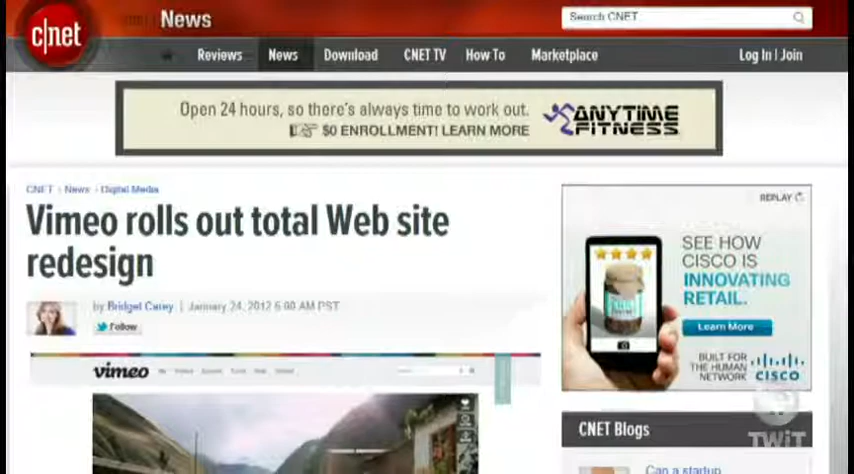 c|net
News
Search CNET
Reviews News Download CNET TV How To Marketplace Log In | Join
Open 24 hours, so there's always time to work out.
$0 ENROLLMENT! LEARN MORE
ANYTIME
FITNESS
CNET › News › Digital Media
Vimeo rolls out total Web site
redesign
by Bridget Carey | January 24, 2012 6:00 AM PST
Follow
vimeo
REPLAY
SEE HOW
CISCO IS
INNOVATING
RETAIL.
Learn More
BUILT FOR
THE HUMAN
NETWORK
CISCO
CNET Blogs
Can a startup
TWiT